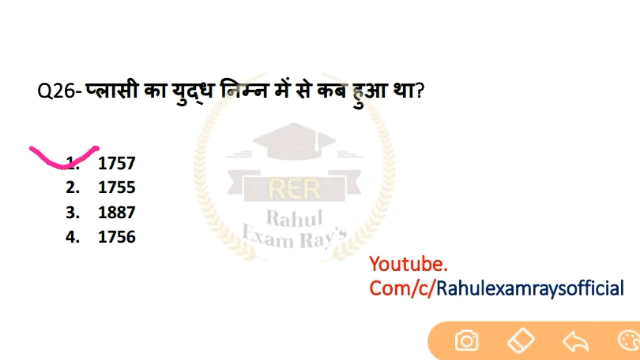 Q26- प्लासी का युद्ध निम्न में से कब हुआ था?
1. 1757
2. 1755
3. 1887
4. 1756
RER
Rahul
Exam Ray's
Youtube.
Com/c/Rahulexamraysofficial